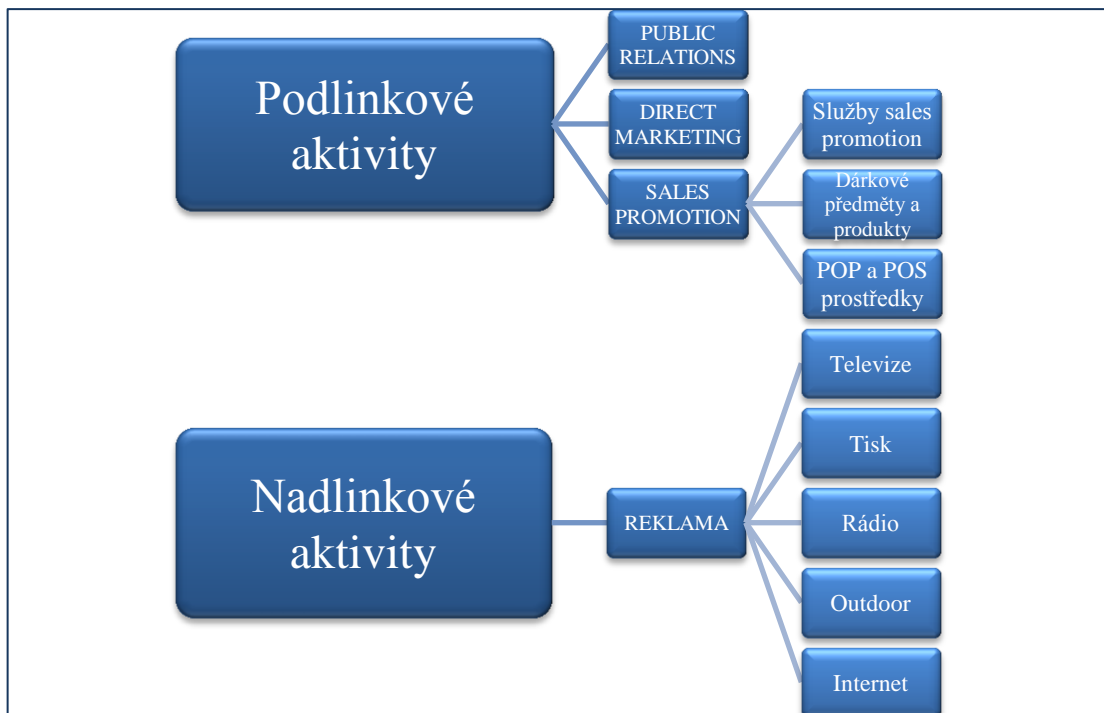 Podlinkové
aktivity
PUBLIC
RELATIONS
DIRECT
MARKETING
SALES
PROMOTION
Služby sales
promotion
Dárkové
předměty a
produkty
POP a POS
prostředky
Nadlinkové
aktivity
REKLAMA
Televize
Tisk
Rádio
Outdoor
Internet